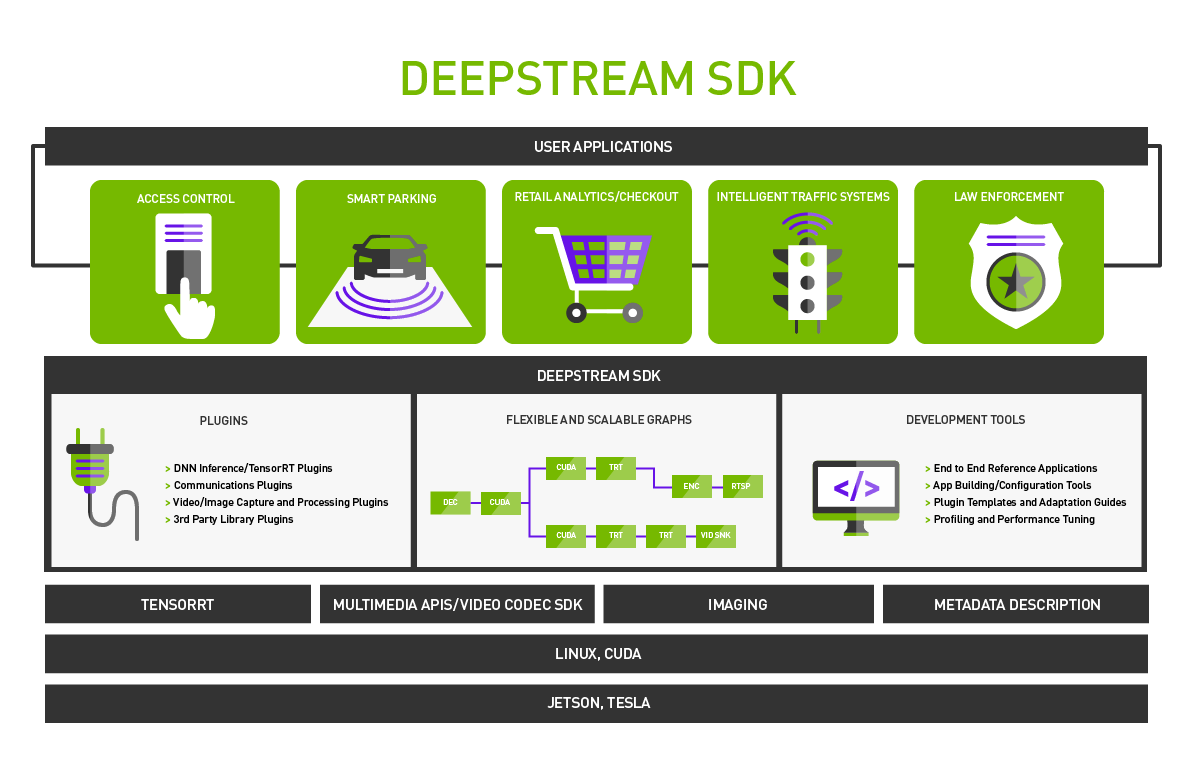 DEEPSTREAM SDK
USER APPLICATIONS
ACCESS CONTROL
SMART PARKING
RETAIL ANALYTICS/CHECKOUT
INTELLIGENT TRAFFIC SYSTEMS
LAW ENFORCEMENT
DEEPSTREAM SDK
PLUGINS
> DNN Inference/TensorRT Plugins
> Communications Plugins
> Video/Image Capture and Processing Plugins
> 3rd Party Library Plugins
FLEXIBLE AND SCALABLE GRAPHS
DEC
CUDA
CUDA
TRT
ENC
RTSP
CUDA
TRT
TRT
VID SNK
DEVELOPMENT TOOLS
</>
> End to End Reference Applications
> App Building/Configuration Tools
> Plugin Templates and Adaptation Guides
> Profiling and Performance Tuning
TENSORRT
MULTIMEDIA APIS/VIDEO CODEC SDK
IMAGING
METADATA DESCRIPTION
LINUX, CUDA
JETSON, TESLA